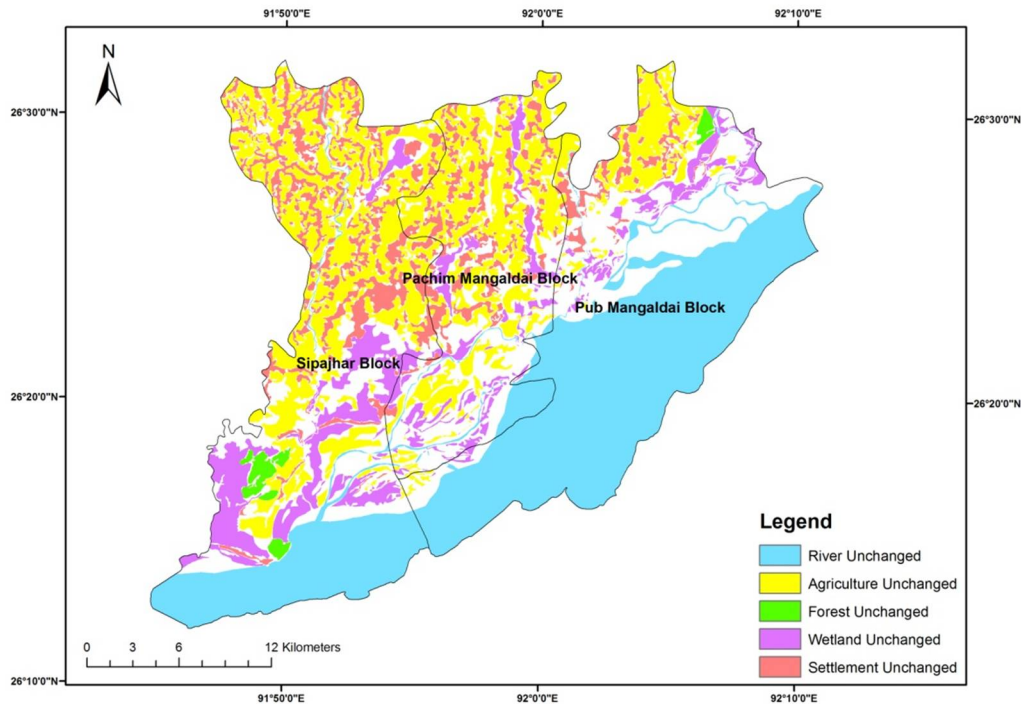 91°50'0"E 92°0'0"E 92°10'0"E
N
26°30'0"N 26°30'0"N
Pachim Mangaldai Block
Pub Mangaldai Block
Sipajhar Block
26°20'0"N 26°20'0"N
Legend
River Unchanged
Agriculture Unchanged
Forest Unchanged
Wetland Unchanged
Settlement Unchanged
0 3 6 12 Kilometers
26°10'0"N 26°10'0"N
91°50'0"E 92°0'0"E 92°10'0"E